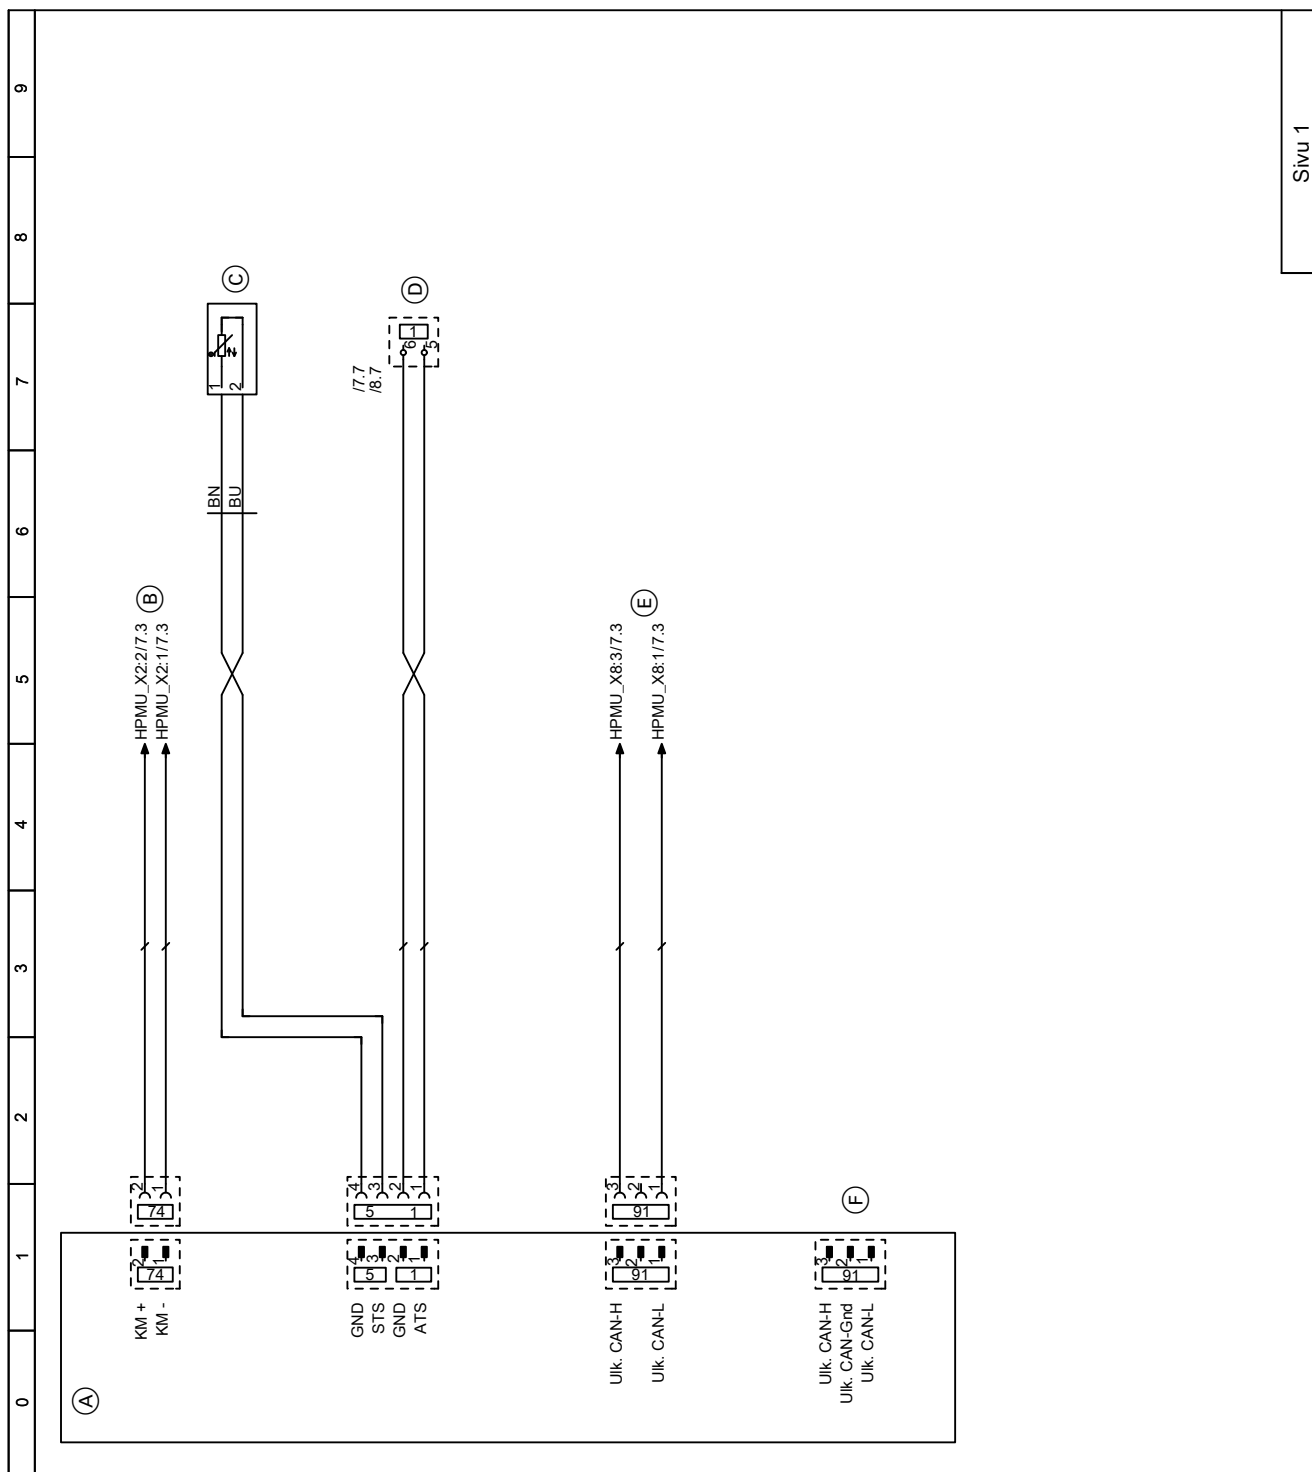 9
8
7
6
5
4
3
2
1
0
Sivu 1
C
D
1
6
5
/7.7
/8.7
1
2
BN
BU
B
HPMU_X2:2/7.3
HPMU_X2:1/7.3
E
HPMU_X8:3/7.3
HPMU_X8:1/7.3
2
1
74
4
3
2
1
5
1
3
2
1
91
F
2
1
74
4
3
2
1
5
1
3
2
1
91
3
2
1
91
KM +
KM -
GND
STS
GND
ATS
Ulk. CAN-H
Ulk. CAN-L
Ulk. CAN-H
Ulk. CAN-Gnd
Ulk. CAN-L
A